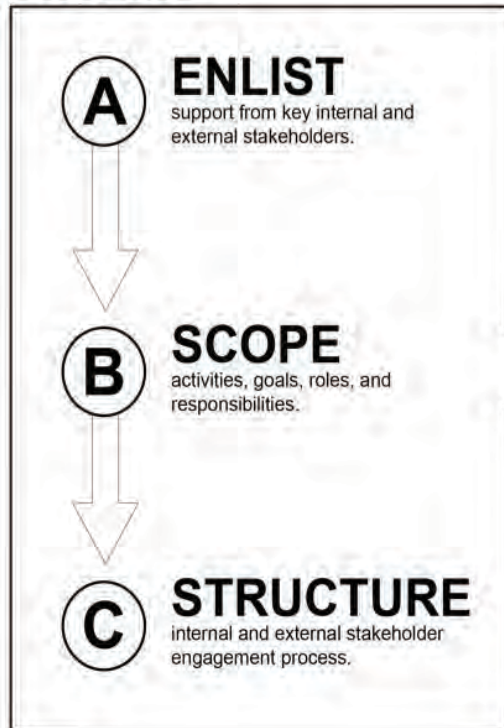 A
ENLIST
support from key internal and
external stakeholders.
B
SCOPE
activities, goals, roles, and
responsibilities.
C
STRUCTURE
internal and external stakeholder
engagement process.